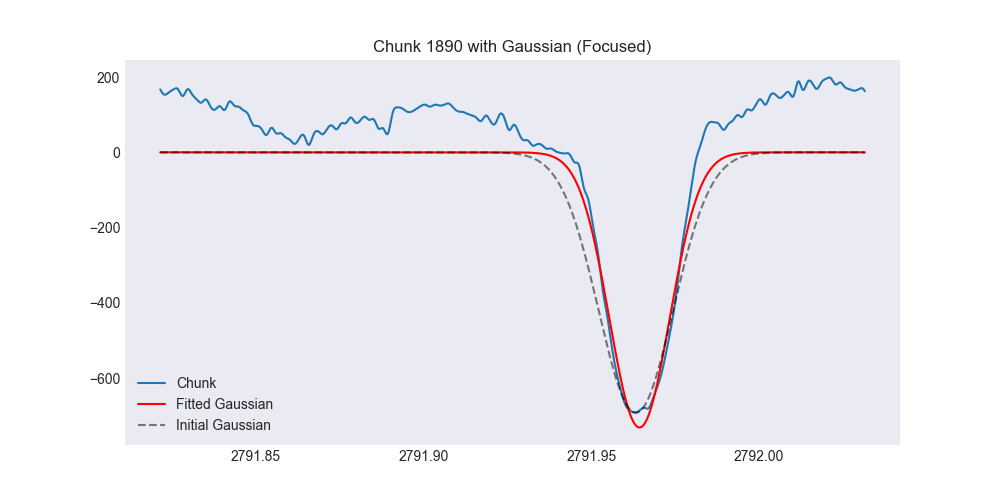 Chunk 1890 with Gaussian (Focused)
200
0
−200
−400
−600
Chunk
Fitted Gaussian
Initial Gaussian
2791.85 2791.90 2791.95 2792.00